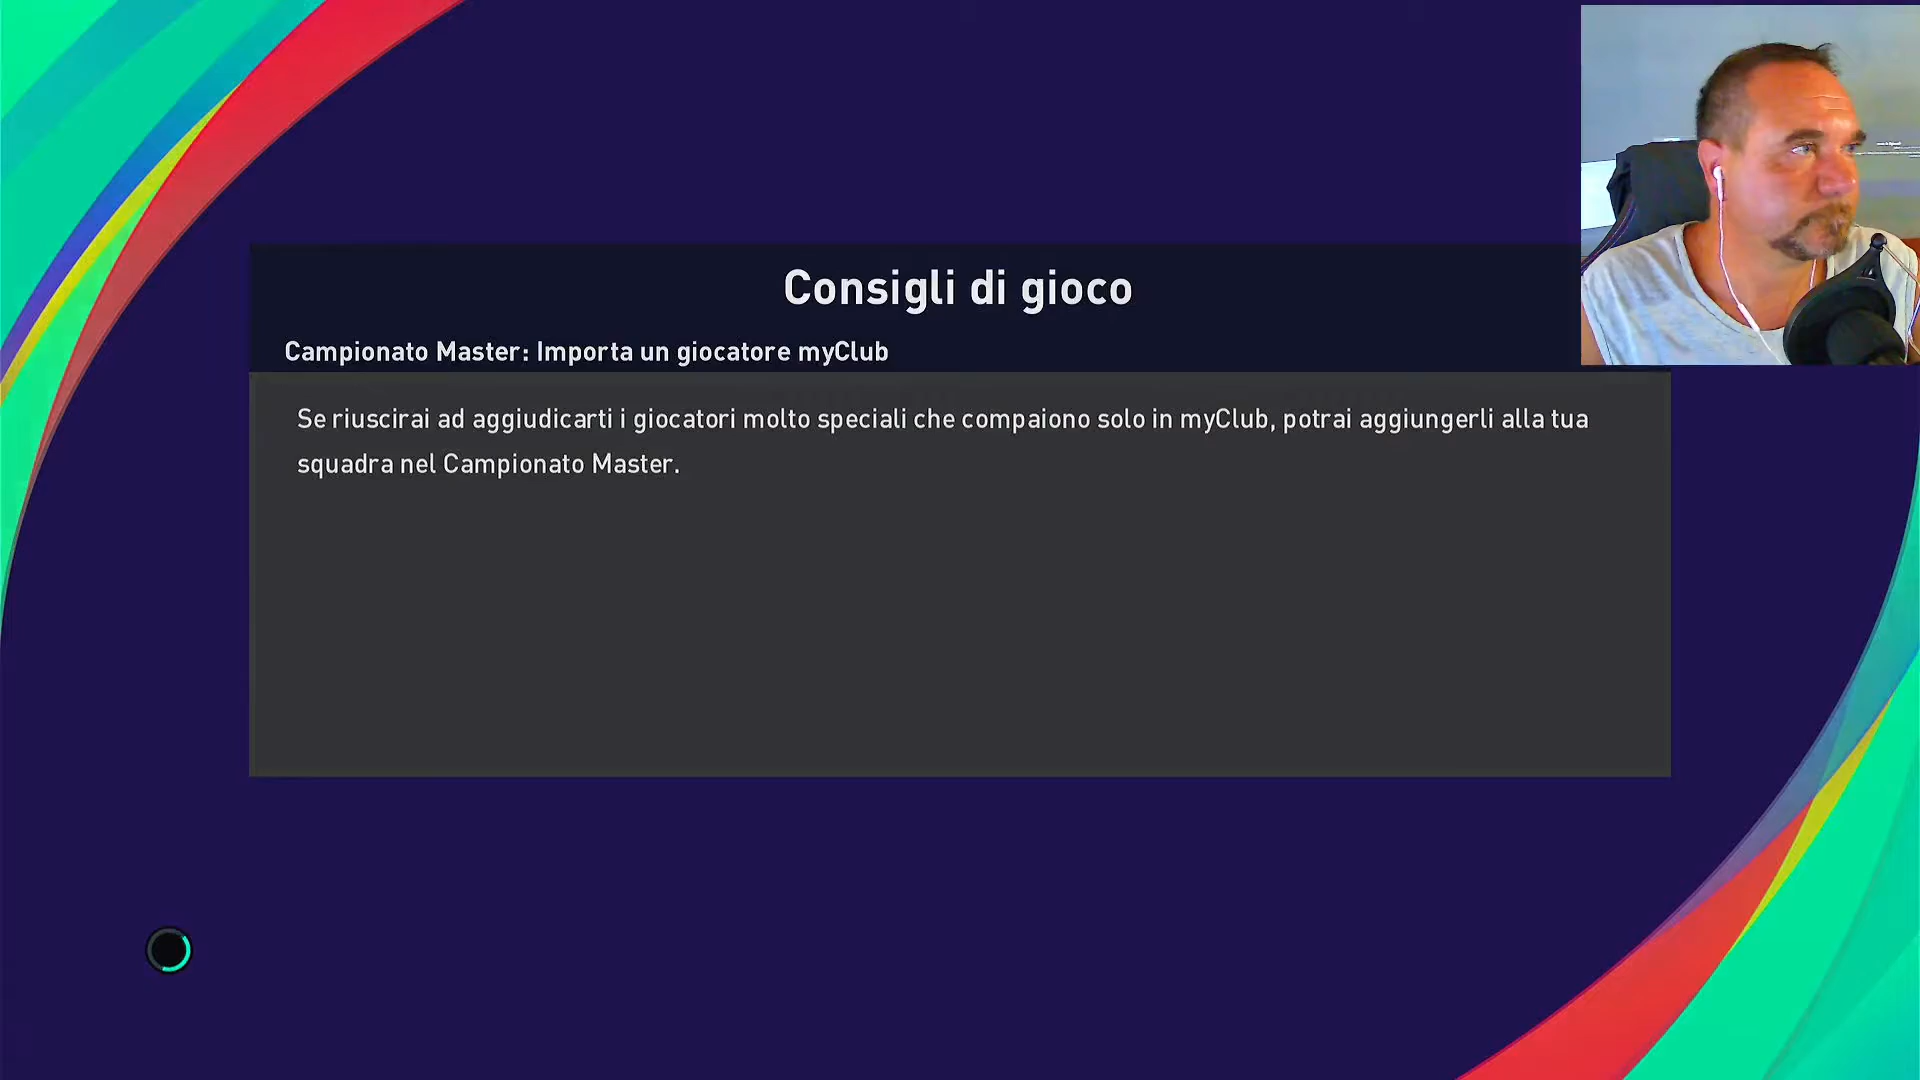 Consigli di gioco
Campionato Master: Importa un giocatore myClub
Se riuscirai ad aggiudicarti i giocatori molto speciali che compaiono solo in myClub, potrai aggiungerli alla tua
squadra nel Campionato Master.